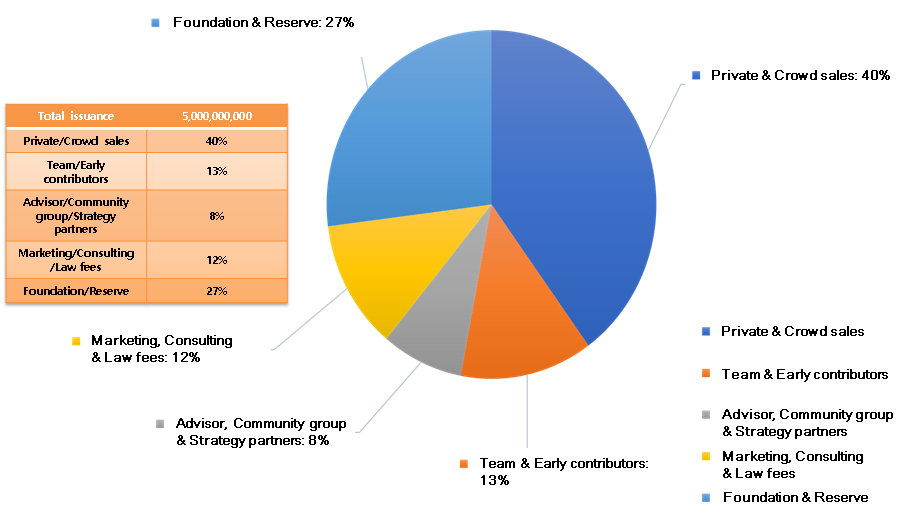 Foundation & Reserve: 27%
Private & Crowd sales: 40%
Total issuance 5,000,000,000
Private/Crowd sales 40%
Team/Early
contributors 13%
Advisor/Community
group/Strategy
partners 8%
Marketing/Consulting
/Law fees 12%
Foundation/Reserve 27%
Marketing, Consulting
& Law fees: 12%
Advisor, Community group
& Strategy partners: 8%
Team & Early contributors:
13%
Private & Crowd sales
Team & Early contributors
Advisor, Community group
& Strategy partners
Marketing, Consulting
& Law fees
Foundation & Reserve